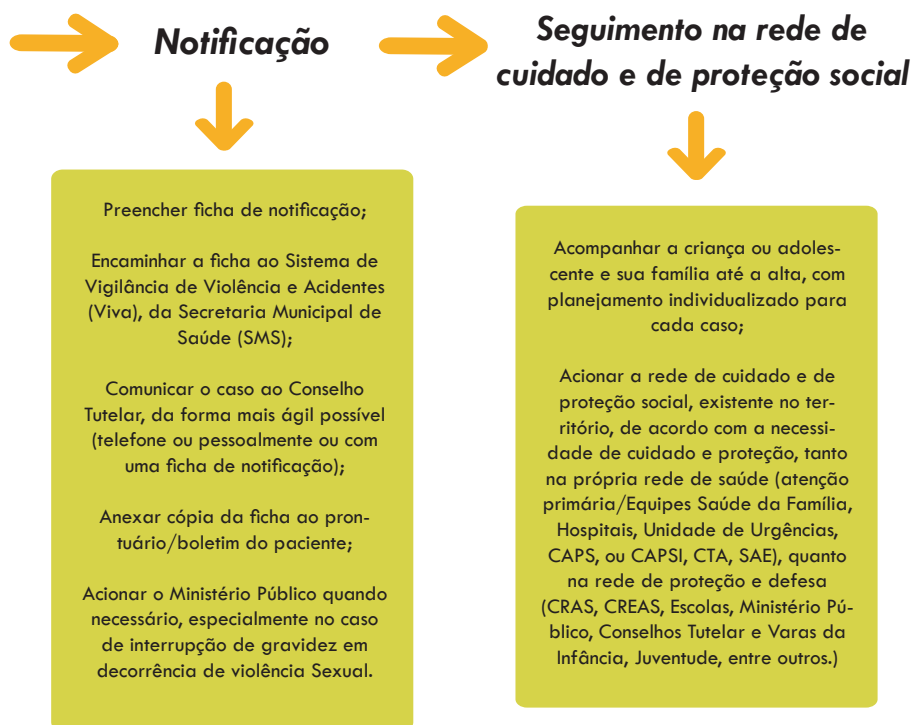 Notificação
Seguimento na rede de
cuidado e de proteção social
Preencher ficha de notificação;
Encaminhar a ficha ao Sistema de
Vigilância de Violência e Acidentes
(Viva), da Secretaria Municipal de
Saúde (SMS);
Comunicar o caso ao Conselho
Tutelar, da forma mais ágil possível
(telefone ou pessoalmente ou com
uma ficha de notificação);
Anexar cópia da ficha ao pron-
tuário/boletim do paciente;
Acionar o Ministério Público quando
necessário, especialmente no caso
de interrupção de gravidez em
decorrência de violência Sexual.
Acompanhar a criança ou adoles-
cente e sua família até a alta, com
planejamento individualizado para
cada caso;
Acionar a rede de cuidado e de
proteção social, existente no ter-
ritório, de acordo com a necessi-
dade de cuidado e proteção, tanto
na própria rede de saúde (atenção
primária/Equipes Saúde da Família,
Hospitais, Unidade de Urgências,
CAPS, ou CAPSI, CTA, SAE), quanto
na rede de proteção e defesa
(CRAS, CREAS, Escolas, Ministério Pú-
blico, Conselhos Tutelar e Varas da
Infância, Juventude, entre outros.)